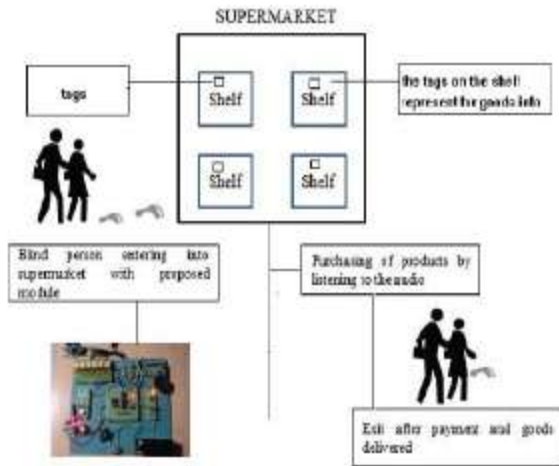 SUPERMARKET
tags
Shelf
Shelf
the tags on the shelf
represent the goods info
Shelf
Shelf
Blind person entering into
supermarket with proposed
module
Purchasing of products by
listening to the audio
Exit after payment and goods
delivered